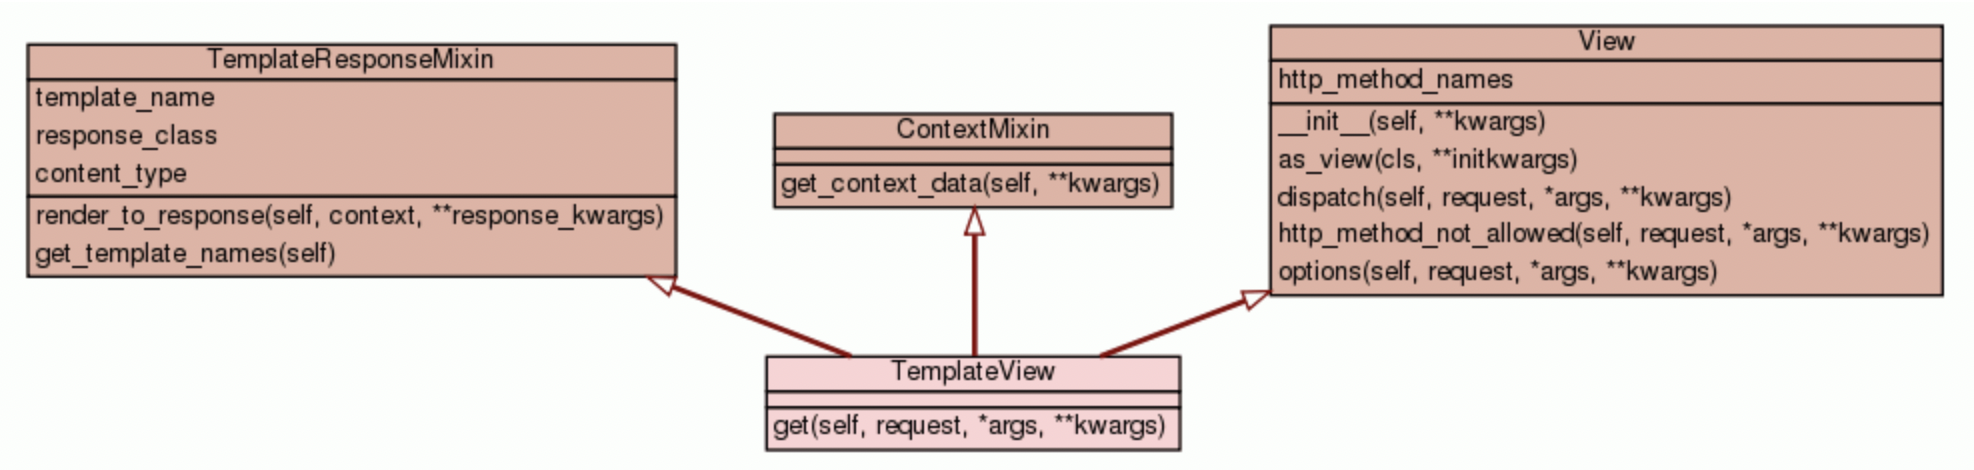 TemplateResponseMixin
template_name
response_class
content_type
render_to_response(self, context, **response_kwargs)
get_template_names(self)
ContextMixin
get_context_data(self, **kwargs)
View
http_method_names
__init__(self, **kwargs)
as_view(cls, **initkwargs)
dispatch(self, request, *args, **kwargs)
http_method_not_allowed(self, request, *args, **kwargs)
options(self, request, *args, **kwargs)
TemplateView
get(self, request, *args, **kwargs)